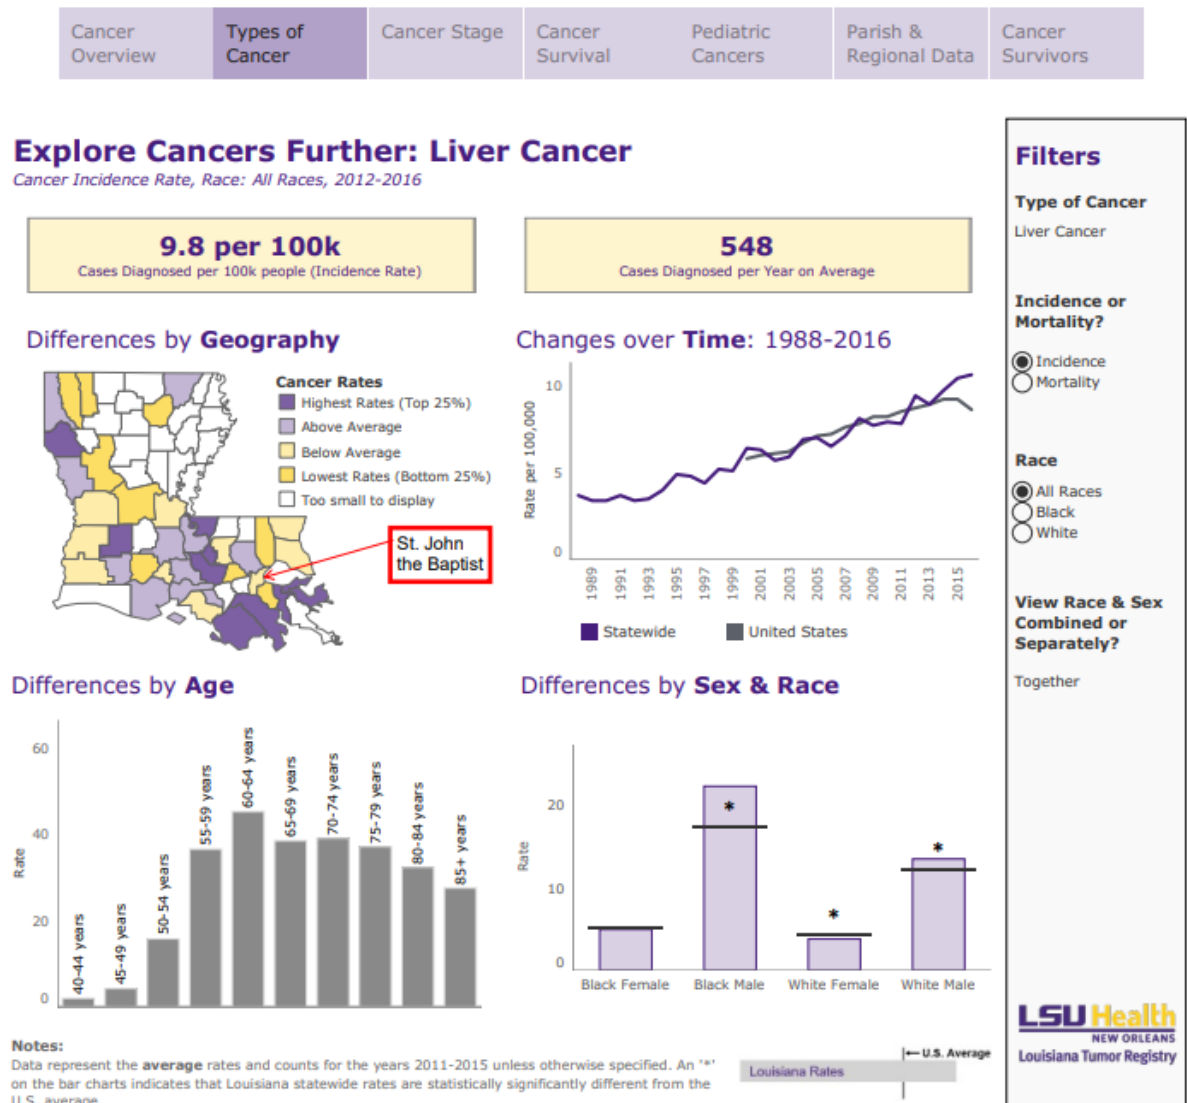 Cancer Overview
Types of Cancer
Cancer Stage
Cancer Survival
Pediatric Cancers
Parish & Regional Data
Cancer Survivors
Explore Cancers Further: Liver Cancer
Cancer Incidence Rate, Race: All Races, 2012-2016
9.8 per 100k
Cases Diagnosed per 100k people (Incidence Rate)
548
Cases Diagnosed per Year on Average
Differences by Geography
Cancer Rates
Highest Rates (Top 25%)
Above Average
Below Average
Lowest Rates (Bottom 25%)
Too small to display
St. John
the Baptist
Changes over Time: 1988-2016
Rate per 100,000
10
5
0
1989
1991
1993
1995
1997
1999
2001
2003
2005
2007
2009
2011
2013
2015
Statewide
United States
Differences by Age
Rate
60
40
20
0
40-44 years
45-49 years
50-54 years
55-59 years
60-64 years
65-69 years
70-74 years
75-79 years
80-84 years
85+ years
Differences by Sex & Race
Rate
20
10
0
*
*
*
Black Female
Black Male
White Female
White Male
Notes:
Data represent the average rates and counts for the years 2011-2015 unless otherwise specified. An '*'
on the bar charts indicates that Louisiana statewide rates are statistically significantly different from the
U.S. average
U.S. Average
Louisiana Rates
Filters
Type of Cancer
Liver Cancer
Incidence or
Mortality?
Incidence
Mortality
Race
All Races
Black
White
View Race & Sex
Combined or
Separately?
Together
LSU Health
NEW ORLEANS
Louisiana Tumor Registry